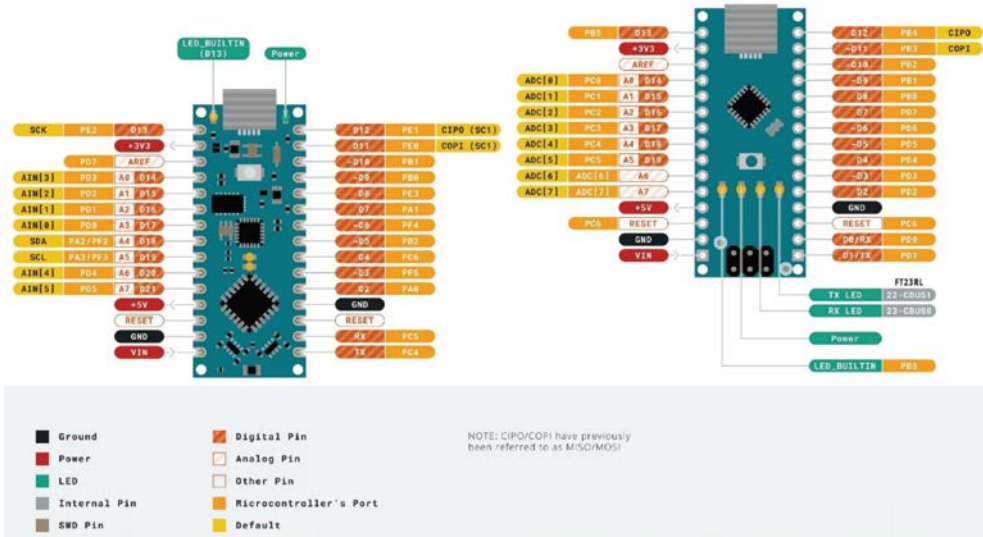 LED_BUILTIN
(D13)
Power
SCK PE2 D13
+3V3
PD7 AREF
AIN[3] PD3 A0 D14
AIN[2] PD2 A1 D15
AIN[1] PD1 A2 D16
AIN[0] PD0 A3 D17
SDA PA2/PF2 A4 D18
SCL PA3/PF3 A5 D19
AIN[4] PD4 A6 D20
AIN[5] PD5 A7 D21
+5V
RESET
GND
VIN
D12 PE1 CIPO (SC1)
D11 PE0 COPI (SC1)
~D10 PB1
~D9 PB0
D8 PE3
D7 PA1
~D6 PF4
~D5 PB2
D4 PC6
~D3 PF5
D2 PA0
GND
RESET
RX PC5
TX PC4
PB5 D13
+3V3
AREF
ADC[0] PC0 A0 D14
ADC[1] PC1 A1 D15
ADC[2] PC2 A2 D16
ADC[3] PC3 A3 D17
ADC[4] PC4 A4 D18
ADC[5] PC5 A5 D19
ADC[6] ADC[6] A6
ADC[7] ADC[7] A7
+5V
PC6 RESET
GND
VIN
D12 PB4 CIPO
~D11 PB3 COPI
~D10 PB2
~D9 PB1
D8 PB0
D7 PD7
~D6 PD6
~D5 PD5
D4 PD4
~D3 PD3
D2 PD2
GND
RESET PC6
D0/RX PD0
D1/TX PD1
FT23RL
TX LED 22-CBUS1
RX LED 23-CBUS0
Power
LED_BUILTIN PB5
Ground
Power
LED
Internal Pin
SWD Pin
Digital Pin
Analog Pin
Other Pin
Microcontroller's Port
Default
NOTE: CIPO/COPI have previously
been referred to as MISO/MOSI